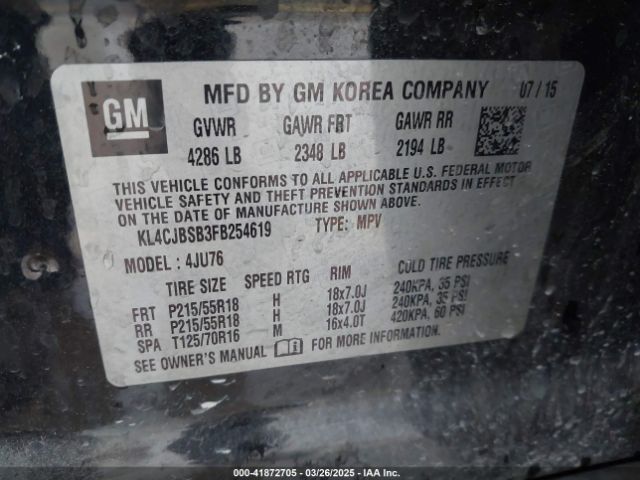 GM
MFD BY GM KOREA COMPANY 07 / 15
GVWR GAWR FRT GAWR RR
4286 LB 2348 LB 2194 LB
THIS VEHICLE CONFORMS TO ALL APPLICABLE U.S. FEDERAL MOTOR
VEHICLE SAFETY AND THEFT PREVENTION STANDARDS IN EFFECT
ON THE DATE OF MANUFACTURE SHOWN ABOVE.
KL4CJBSB3FB254619 TYPE: MPV
MODEL : 4JU76
TIRE SIZE SPEED RTG RIM COLD TIRE PRESSURE
FRT P215/55R18 H 18x7.0J 240KPA, 35 PSI
RR P215/55R18 H 18x7.0J 240KPA, 35 PSI
SPA T125/70R16 M 16x4.0T 420KPA, 60 PSI
SEE OWNER'S MANUAL FOR MORE INFORMATION.
000-41872705 - 03/26/2025 - IAA Inc.